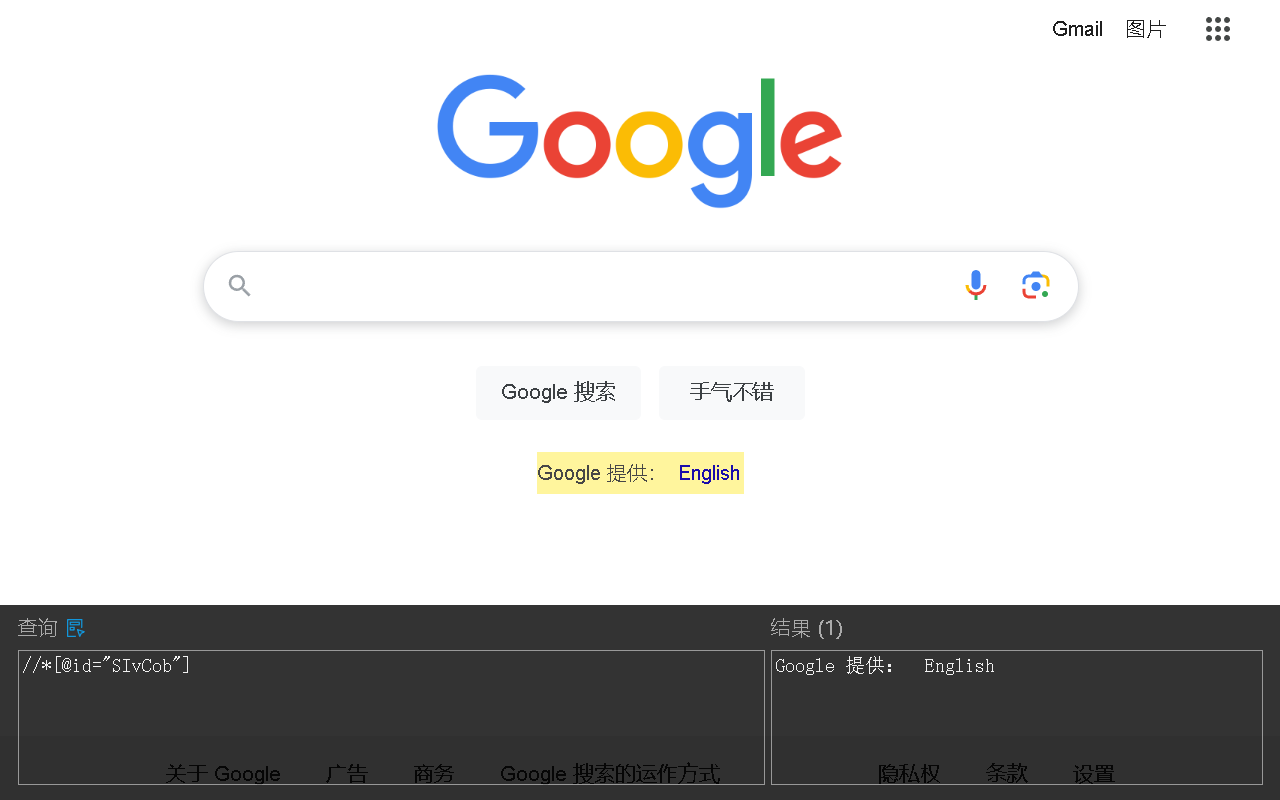 Gmail 图片
Google
Google 搜索 手气不错
Google 提供： English
查询 结果 (1)
//*[@id="SIvCob"] Google 提供： English
关于 Google 广告 商务 Google 搜索的运作方式 隐私权 条款 设置